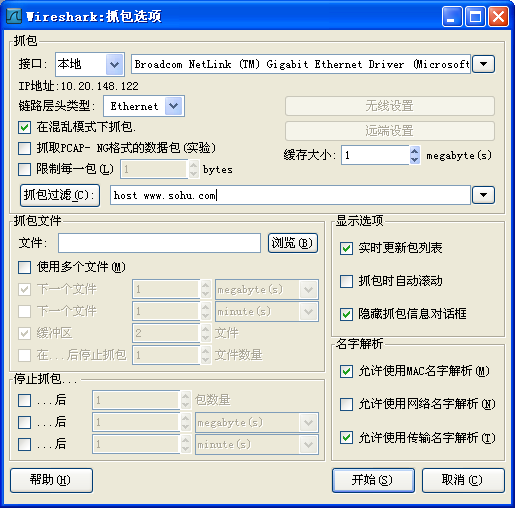 Wireshark:抓包选项
抓包
接口: 本地 Broadcom NetLink (TM) Gigabit Ethernet Driver (Microsoft
IP地址:10.20.148.122
链路层头类型: Ethernet 无线设置
远端设置
在混乱模式下抓包.
抓取PCAP- NG格式的数据包(实验) 缓存大小: 1 megabyte(s)
限制每一包(L) 1 bytes
抓包过滤(C): host www.sohu.com
抓包文件
文件: 浏览(B)
使用多个文件(M)
下一个文件 1 megabyte(s)
下一个文件 1 minute(s)
缓冲区 2 文件
在...后停止抓包 1 文件数量
停止抓包...
...后 1 包数量
...后 1 megabyte(s)
...后 1 minute(s)
显示选项
实时更新包列表
抓包时自动滚动
隐藏抓包信息对话框
名字解析
允许使用MAC名字解析(M)
允许使用网络名字解析(N)
允许使用传输名字解析(T)
帮助(H) 开始(S) 取消(C)